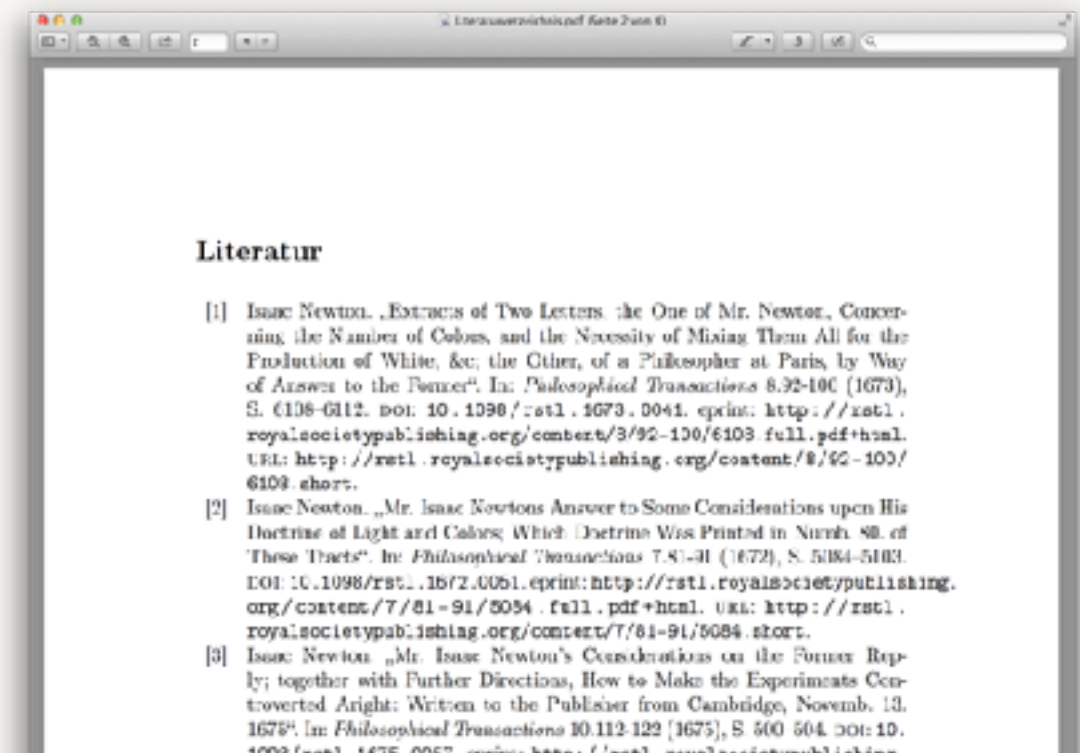 Literaturverzeichnis.pdf (Seite 2 von 6)
Literatur
[1] Isaac Newton. „Extracts of Two Letters, the One of Mr. Newton, Concer-
ning the Number of Colors, and the Necessity of Mixing Them All for the
Production of White, &c; the Other, of a Philosopher at Paris, by Way
of Answer to the Former“. In: Philosophical Transactions 8.92-100 (1673),
S. 6108–6112. DOI: 10.1098/rstl.1673.0041. eprint: http://rstl.
royalsocietypublishing.org/content/8/92-100/6108.full.pdf+html.
URL: http://rstl.royalsocietypublishing.org/content/8/92-100/
6108.short.
[2] Isaac Newton. „Mr. Isaac Newtons Answer to Some Considerations upon His
Doctrine of Light and Colors; Which Doctrine Was Printed in Numb. 80. of
These Tracts“. In: Philosophical Transactions 7.81-91 (1672), S. 5084–5103.
DOI: 10.1098/rstl.1672.0051. eprint: http://rstl.royalsocietypublishing.
org/content/7/81-91/5084.full.pdf+html. URL: http://rstl.
royalsocietypublishing.org/content/7/81-91/5084.short.
[3] Isaac Newton. „Mr. Isaac Newton's Considerations on the Former Rep-
ly; together with Further Directions, How to Make the Experiments Con-
troverted Aright: Written to the Publisher from Cambridge, Novemb. 13.
1675“. In: Philosophical Transactions 10.112-122 (1675), S. 500–504. DOI: 10.